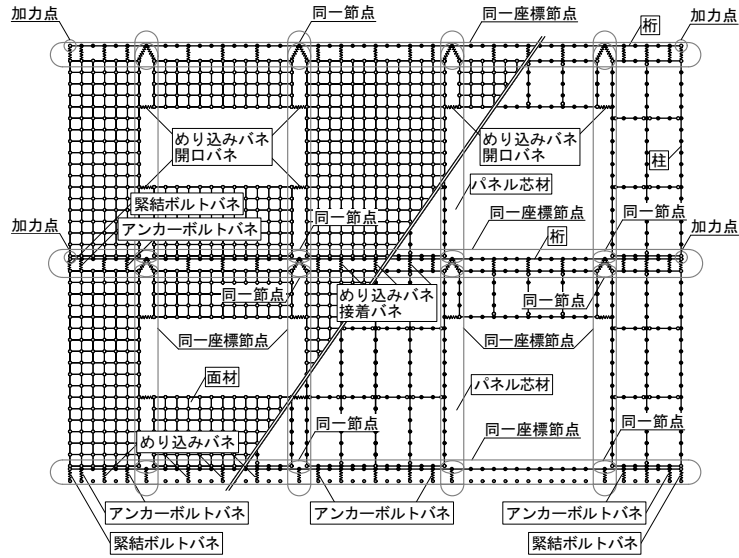 加力点
同一節点
同一座標節点
桁
加力点
めり込みバネ
開口バネ
めり込みバネ
開口バネ
柱
パネル芯材
緊結ボルトバネ
アンカーボルトバネ
加力点
同一節点
同一座標節点
桁
同一節点
加力点
同一節点
めり込みバネ
接着バネ
同一節点
同一座標節点
同一座標節点
面材
パネル芯材
めり込みバネ
同一節点
同一座標節点
同一節点
アンカーボルトバネ
アンカーボルトバネ
アンカーボルトバネ
緊結ボルトバネ
緊結ボルトバネ